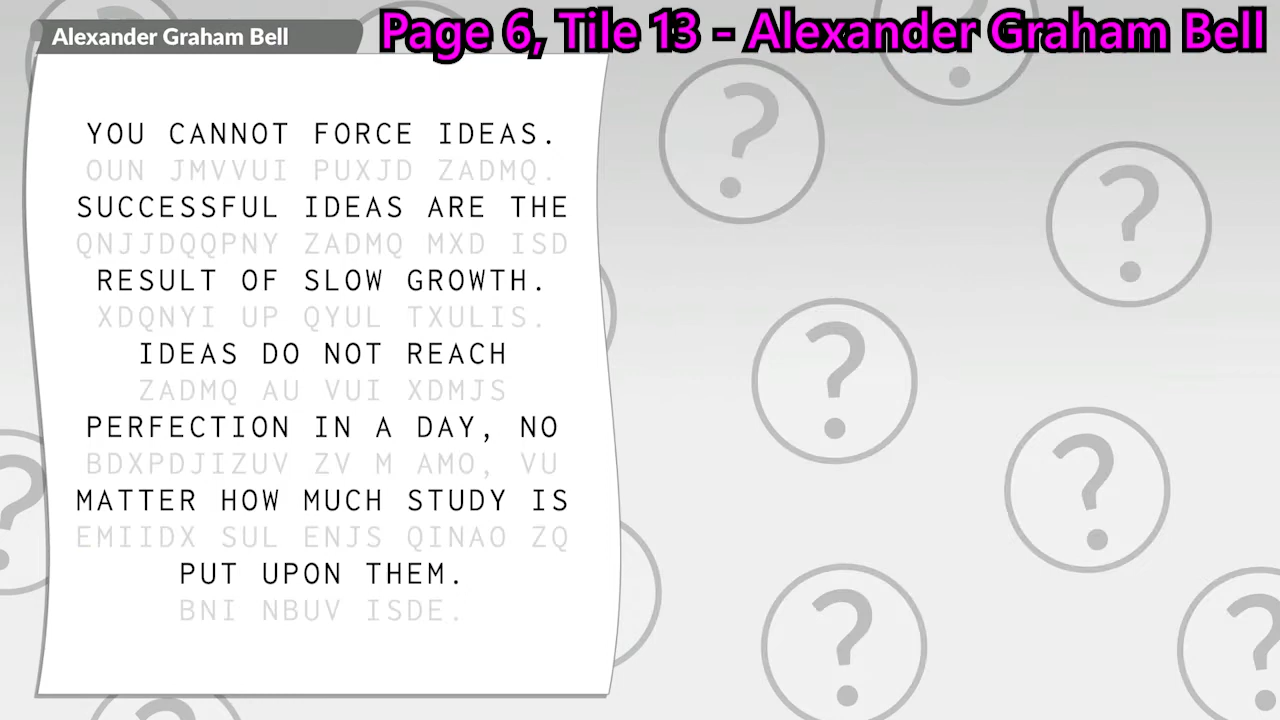 Alexander Graham Bell
Page 6, Tile 13 - Alexander Graham Bell
YOU CANNOT FORCE IDEAS.
OUN JMVVUI PUXJD ZADMQ.
SUCCESSFUL IDEAS ARE THE
QNJJDQQPNY ZADMQ MXD ISD
RESULT OF SLOW GROWTH.
XDQNYI UP QYUL TXULIS.
IDEAS DO NOT REACH
ZADMQ AU VUI XDMJS
PERFECTION IN A DAY, NO
BDXPDJIZUV ZV M AMO, VU
MATTER HOW MUCH STUDY IS
EMIIDX SUL ENJS QINAO ZQ
PUT UPON THEM.
BNI NBUV ISDE.